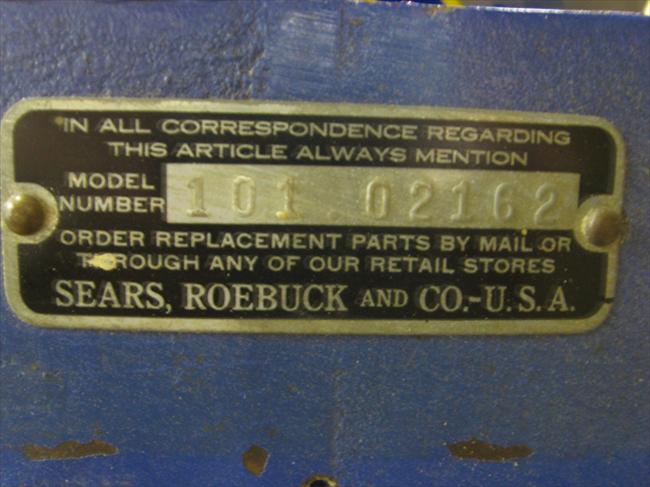 IN ALL CORRESPONDENCE REGARDING
THIS ARTICLE ALWAYS MENTION
MODEL NUMBER 101.02162
ORDER REPLACEMENT PARTS BY MAIL OR
THROUGH ANY OF OUR RETAIL STORES
SEARS, ROEBUCK AND CO.-U.S.A.